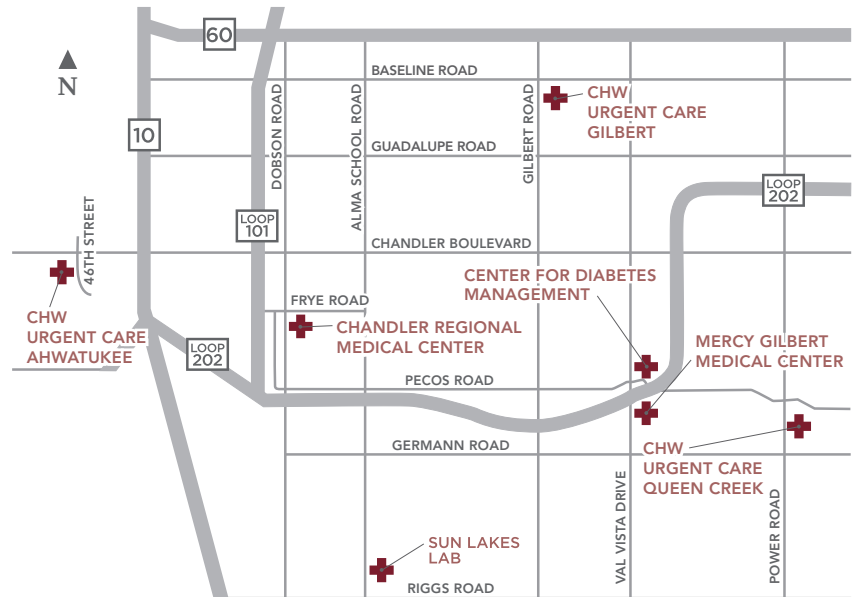 60
N
BASELINE ROAD
CHW
URGENT CARE
GILBERT
10
DOBSON ROAD
ALMA SCHOOL ROAD
GILBERT ROAD
GUADALUPE ROAD
LOOP
202
LOOP
101
46TH STREET
CHANDLER BOULEVARD
CENTER FOR DIABETES
MANAGEMENT
FRYE ROAD
CHW
URGENT CARE
AHWATUKEE
CHANDLER REGIONAL
MEDICAL CENTER
LOOP
202
MERCY GILBERT
MEDICAL CENTER
PECOS ROAD
GERMANN ROAD
CHW
URGENT CARE
QUEEN CREEK
VAL VISTA DRIVE
POWER ROAD
SUN LAKES
LAB
RIGGS ROAD